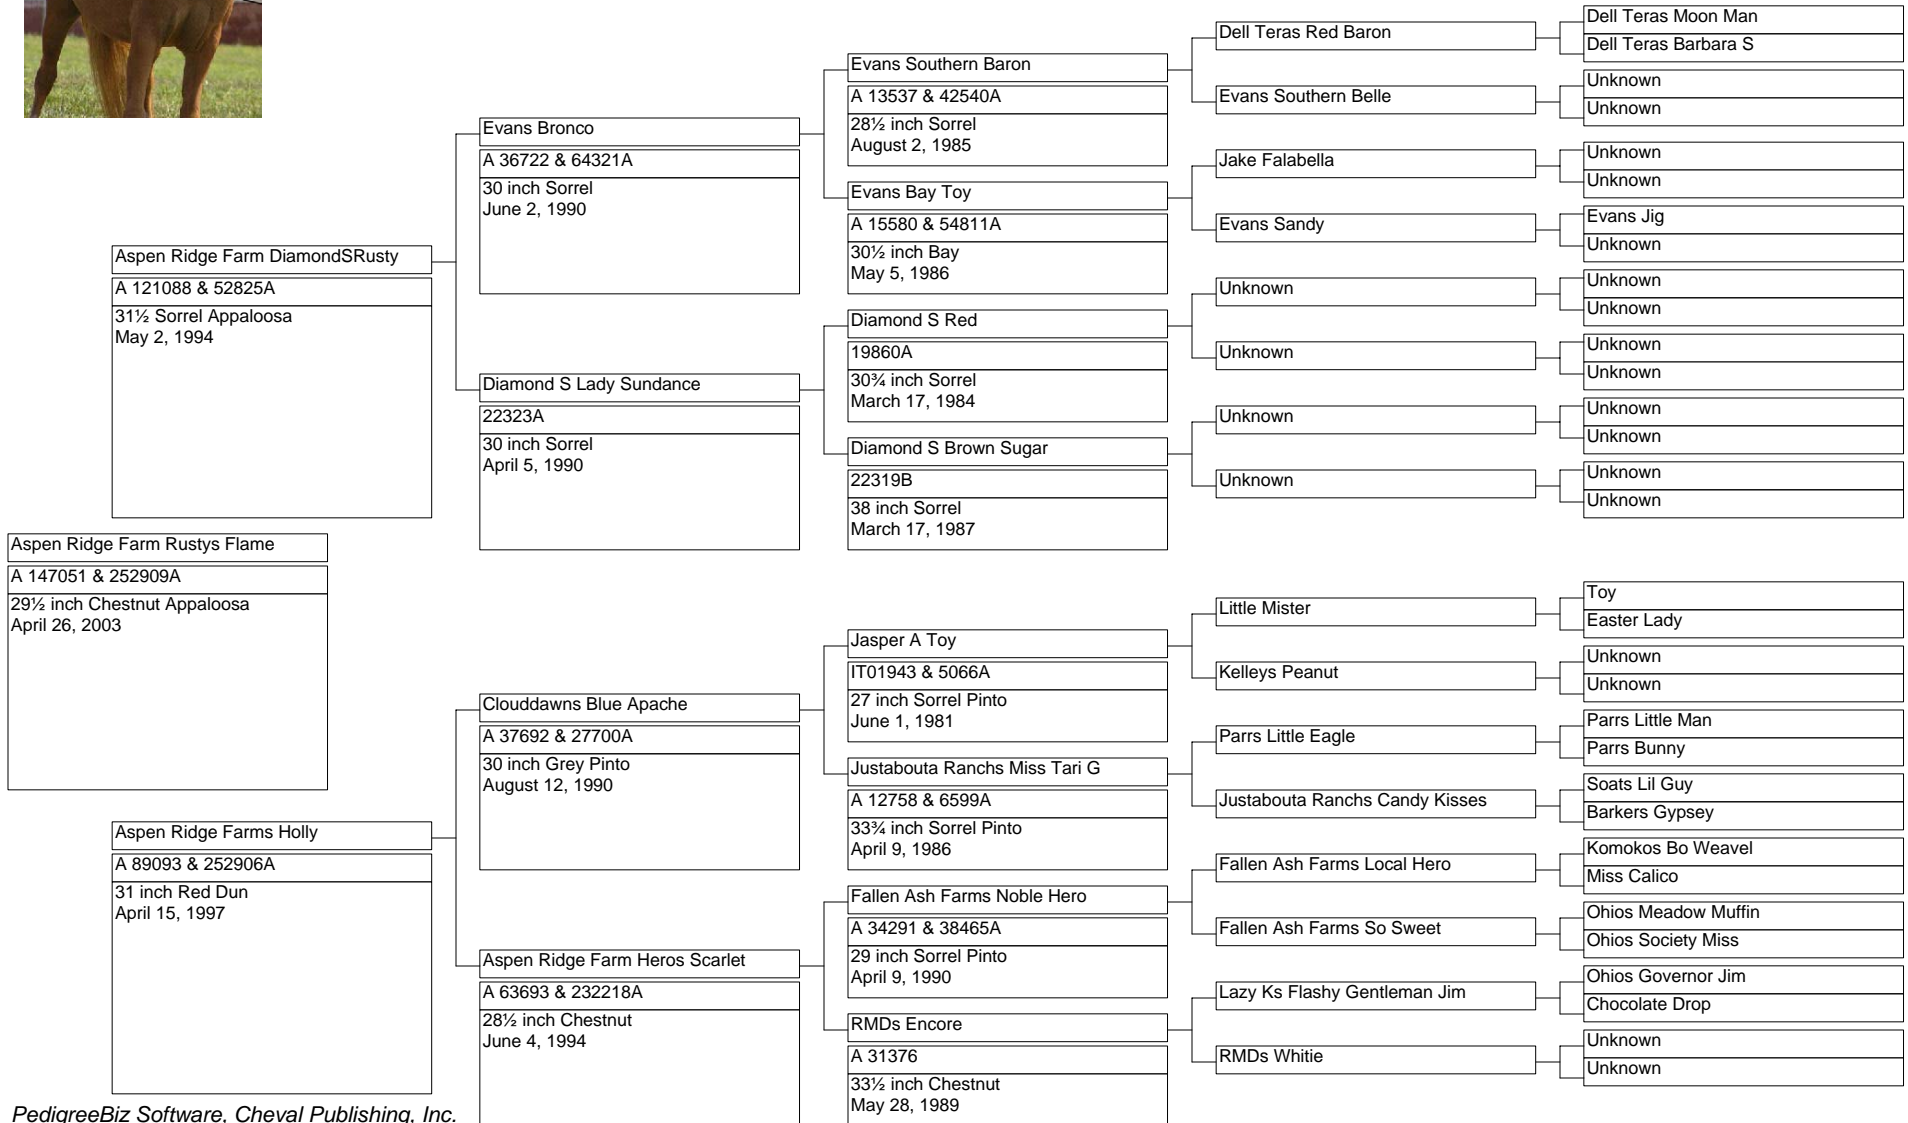 Aspen Ridge Farm Rustys Flame
A 147051 & 252909A
29½ inch Chestnut Appaloosa
April 26, 2003
Aspen Ridge Farm DiamondSRusty
A 121088 & 52825A
31½ Sorrel Appaloosa
May 2, 1994
Aspen Ridge Farms Holly
A 89093 & 252906A
31 inch Red Dun
April 15, 1997
Evans Bronco
A 36722 & 64321A
30 inch Sorrel
June 2, 1990
Diamond S Lady Sundance
22323A
30 inch Sorrel
April 5, 1990
Clouddawns Blue Apache
A 37692 & 27700A
30 inch Grey Pinto
August 12, 1990
Aspen Ridge Farm Heros Scarlet
A 63693 & 232218A
28½ inch Chestnut
June 4, 1994
Evans Southern Baron
A 13537 & 42540A
28½ inch Sorrel
August 2, 1985
Evans Bay Toy
A 15580 & 54811A
30½ inch Bay
May 5, 1986
Diamond S Red
19860A
30¾ inch Sorrel
March 17, 1984
Diamond S Brown Sugar
22319B
38 inch Sorrel
March 17, 1987
Jasper A Toy
IT01943 & 5066A
27 inch Sorrel Pinto
June 1, 1981
Justabouta Ranchs Miss Tari G
A 12758 & 6599A
33¾ inch Sorrel Pinto
April 9, 1986
Fallen Ash Farms Noble Hero
A 34291 & 38465A
29 inch Sorrel Pinto
April 9, 1990
RMDs Encore
A 31376
33½ inch Chestnut
May 28, 1989
Dell Teras Red Baron
Evans Southern Belle
Jake Falabella
Evans Sandy
Unknown
Unknown
Unknown
Unknown
Little Mister
Kelleys Peanut
Parrs Little Eagle
Justabouta Ranchs Candy Kisses
Fallen Ash Farms Local Hero
Fallen Ash Farms So Sweet
Lazy Ks Flashy Gentleman Jim
RMDs Whitie
Dell Teras Moon Man
Dell Teras Barbara S
Unknown
Unknown
Unknown
Unknown
Evans Jig
Unknown
Unknown
Unknown
Unknown
Unknown
Unknown
Unknown
Unknown
Unknown
Toy
Easter Lady
Unknown
Unknown
Parrs Little Man
Parrs Bunny
Soats Lil Guy
Barkers Gypsey
Komokos Bo Weavel
Miss Calico
Ohios Meadow Muffin
Ohios Society Miss
Ohios Governor Jim
Chocolate Drop
Unknown
Unknown
PedigreeBiz Software, Cheval Publishing, Inc.